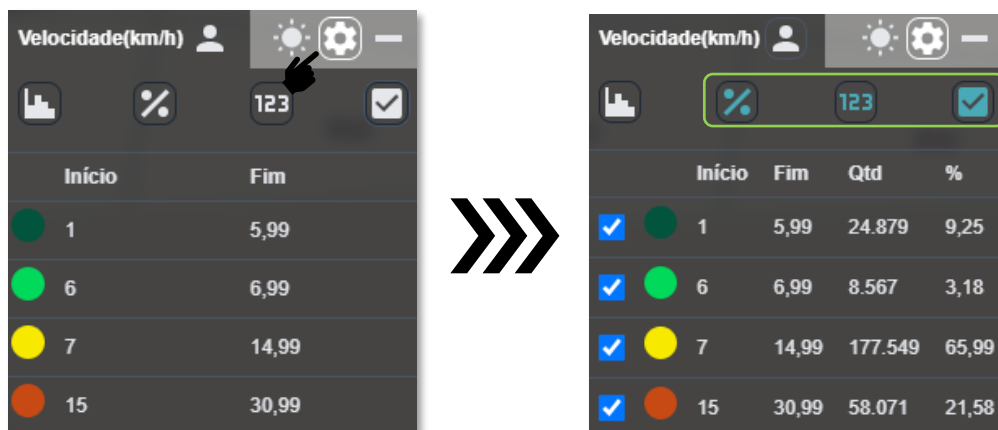 Velocidade(km/h)
123
Início Fim
1 5,99
6 6,99
7 14,99
15 30,99
Velocidade(km/h)
123
Início Fim Qtd %
1 5,99 24.879 9,25
6 6,99 8.567 3,18
7 14,99 177.549 65,99
15 30,99 58.071 21,58